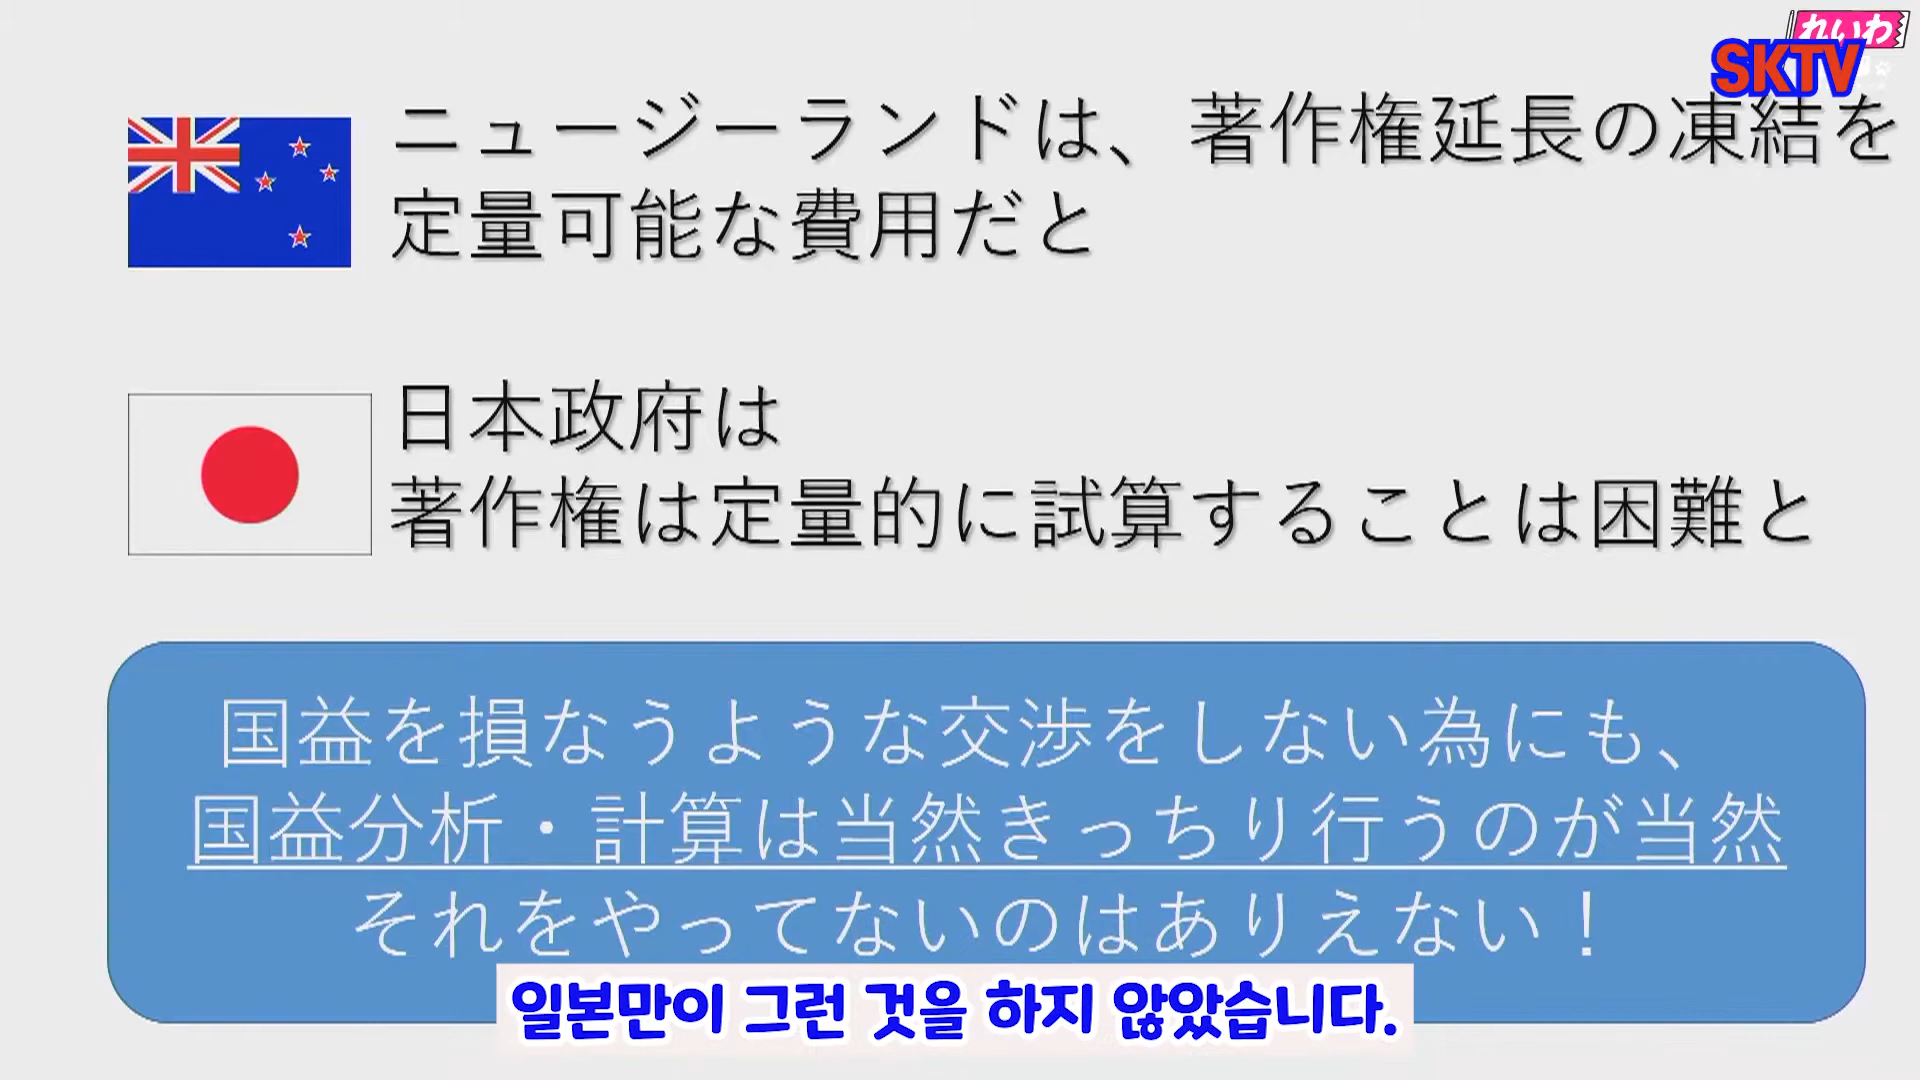 れいわ
SKTV
ニュージーランドは、著作権延長の凍結を
定量可能な費用だと
日本政府は
著作権は定量的に試算することは困難と
国益を損なうような交渉をしない為にも、
国益分析・計算は当然きっちり行うのが当然
それをやってないのはありえない！
일본만이 그런 것을 하지 않았습니다.